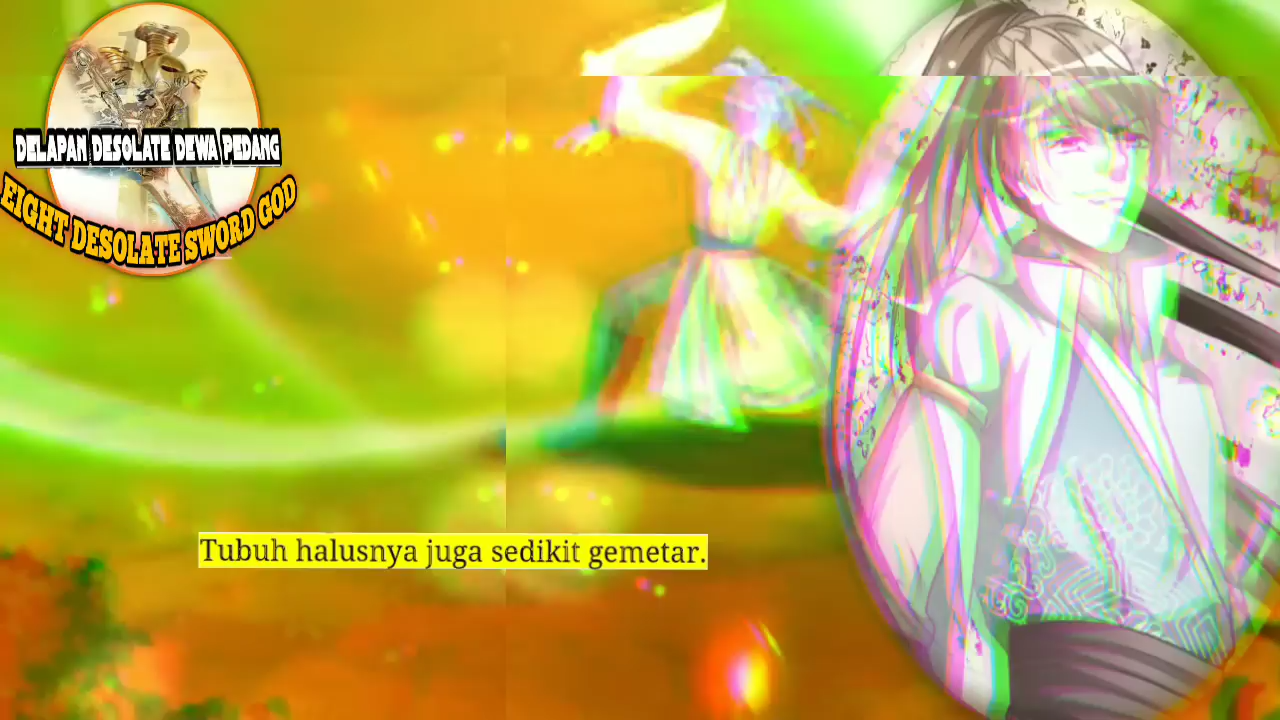 DELAPAN DESOLATE DEWA PEDANG
EIGHT DESOLATE SWORD GOD
Tubuh halusnya juga sedikit gemetar.